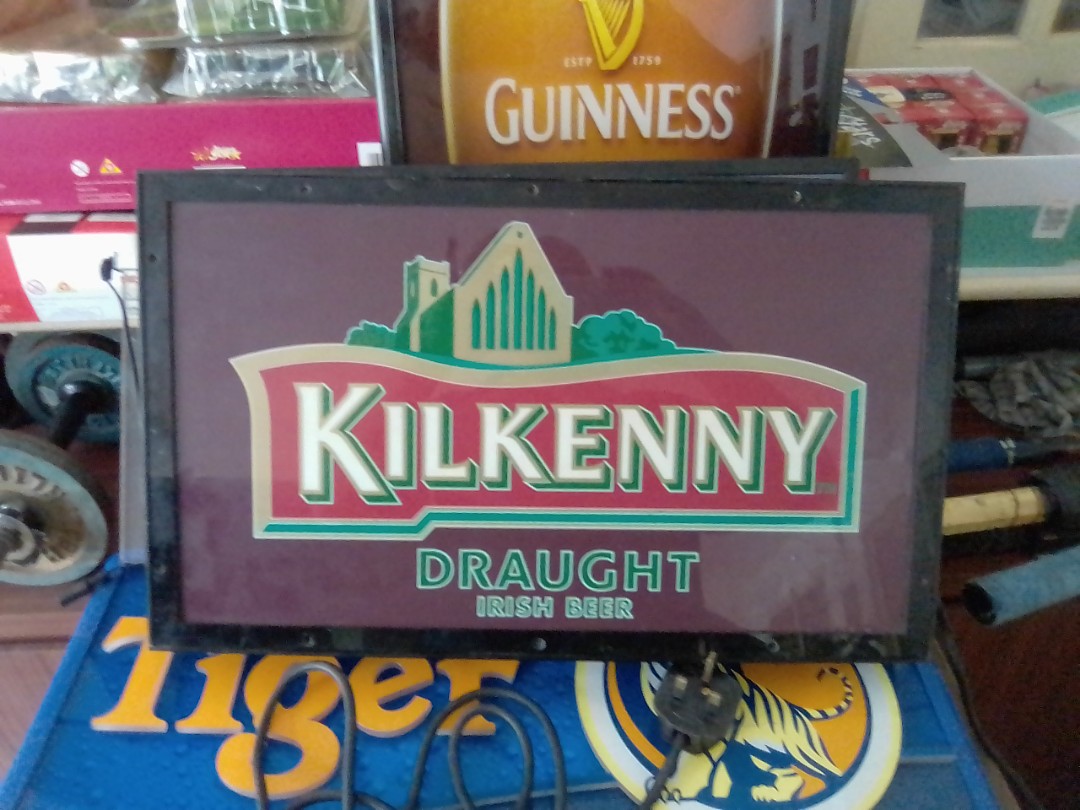 ESTD 1759
GUINNESS
KILKENNY
DRAUGHT
IRISH BEER
Tiger